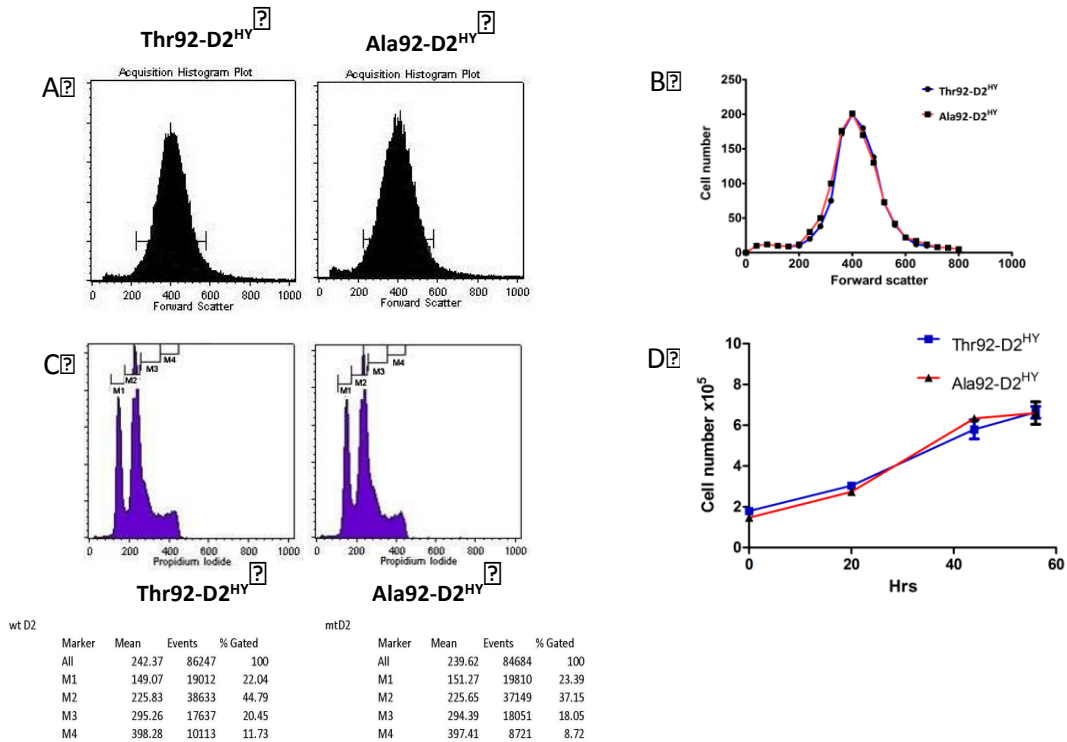 Thr92-D2HY
Ala92-D2HY
A
Acquisition Histogram Plot
0 200 400 600 800 1000
Forward Scatter
Acquisition Histogram Plot
0 200 400 600 800 1000
Forward Scatter
B
250
200
150
100
50
0
Cell number
0 200 400 600 800 1000
Forward scatter
Thr92-D2HY
Ala92-D2HY
C
M1
M2
M3
M4
0 200 400 600 800 1000
Propidium Iodide
M1
M2
M3
M4
0 200 400 600 800 1000
Propidium Iodide
D
10
8
6
4
2
0
Cell number x105
0 20 40 60
Hrs
Thr92-D2HY
Ala92-D2HY
Thr92-D2HY
Ala92-D2HY
wt D2
Marker Mean Events % Gated
All 242.37 86247 100
M1 149.07 19012 22.04
M2 225.83 38633 44.79
M3 295.26 17637 20.45
M4 398.28 10113 11.73
mtD2
Marker Mean Events % Gated
All 239.62 84684 100
M1 151.27 19810 23.39
M2 225.65 37149 37.15
M3 294.39 18051 18.05
M4 397.41 8721 8.72